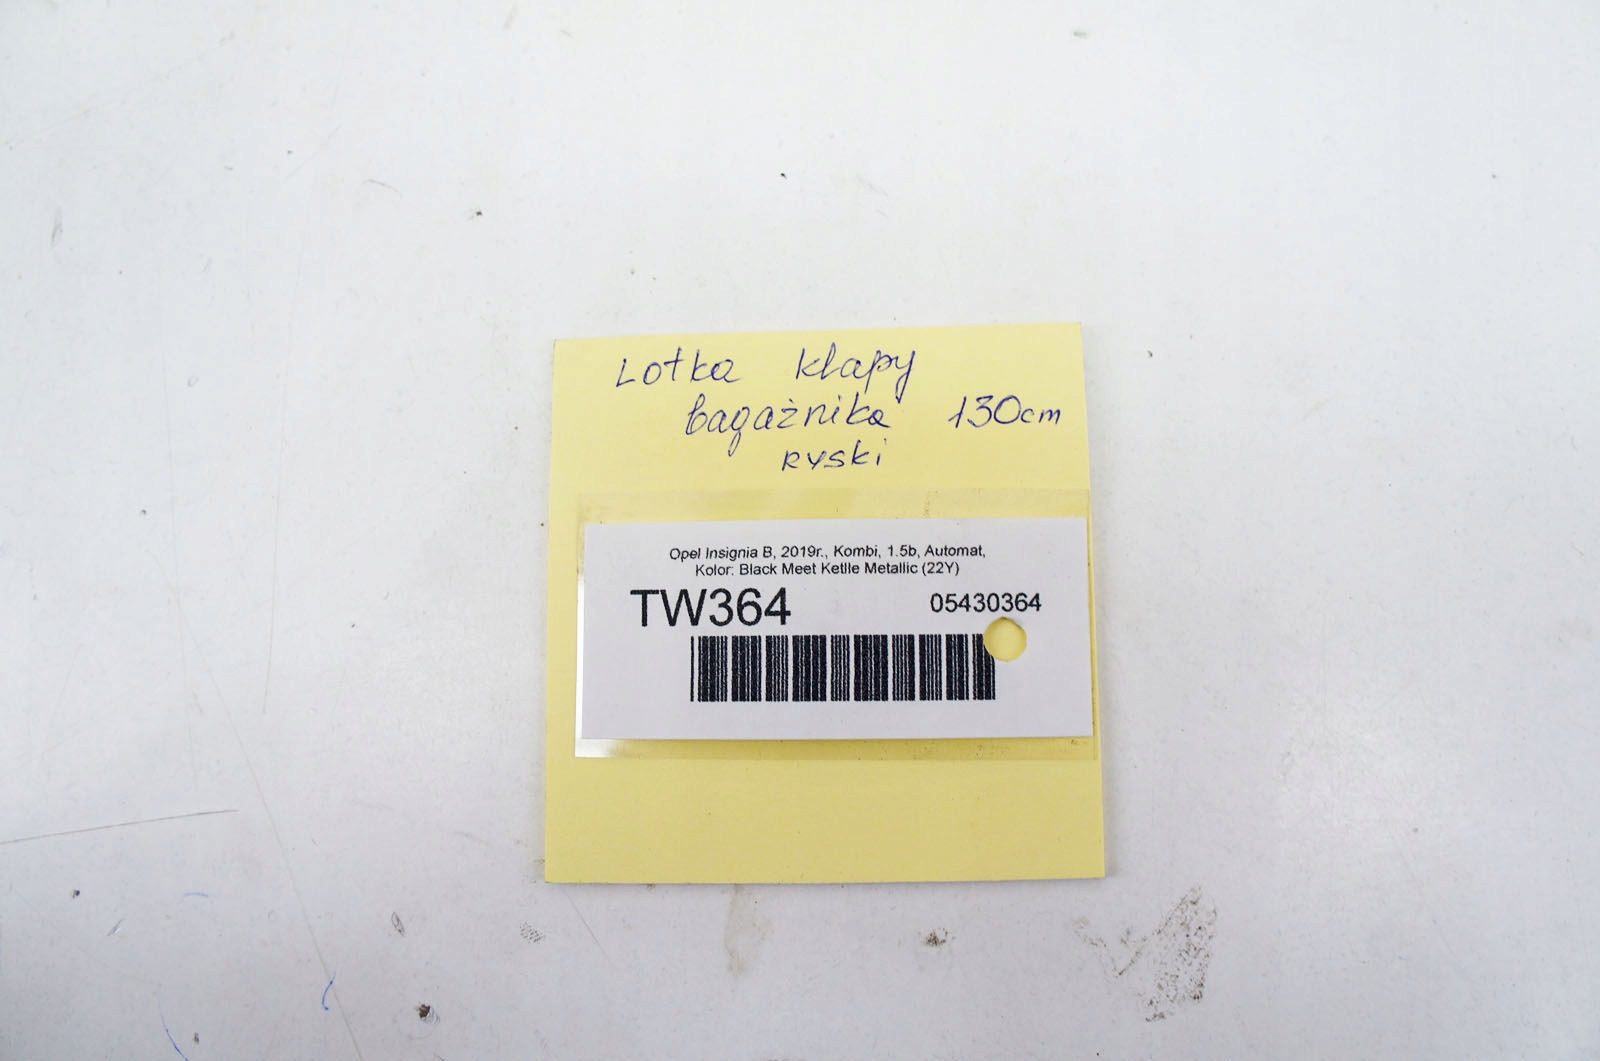 Lotka klapy
bagażnika 130cm
ryski
Opel Insignia B, 2019r., Kombi, 1.5b, Automat,
Kolor: Black Meet Ketlle Metallic (22Y)
TW364 05430364